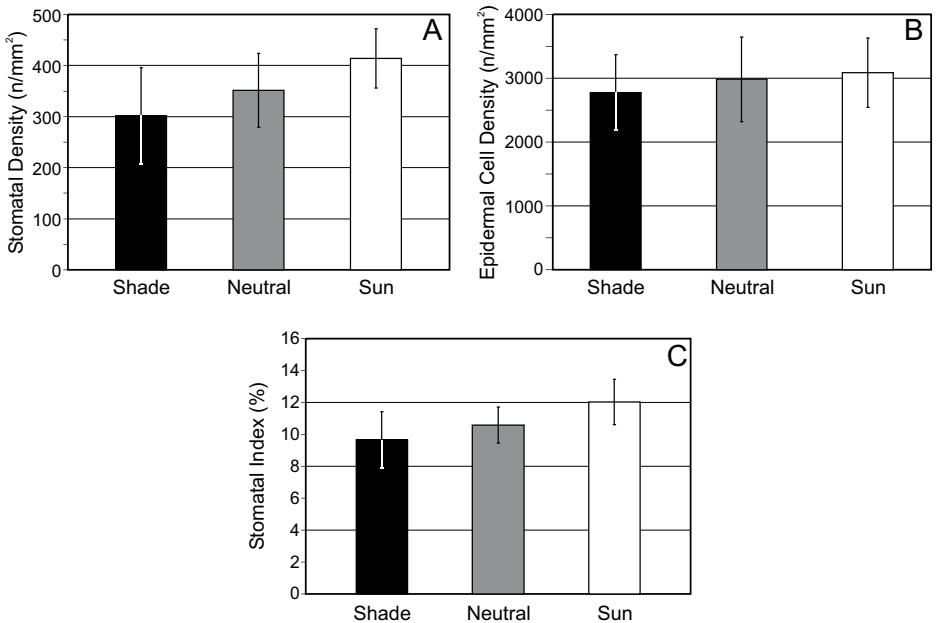 A
Stomatal Density (n/mm²)
500
400
300
200
100
0
Shade Neutral Sun
B
Epidermal Cell Density (n/mm²)
4000
3000
2000
1000
0
Shade Neutral Sun
C
Stomatal Index (%)
16
14
12
10
8
6
4
2
0
Shade Neutral Sun